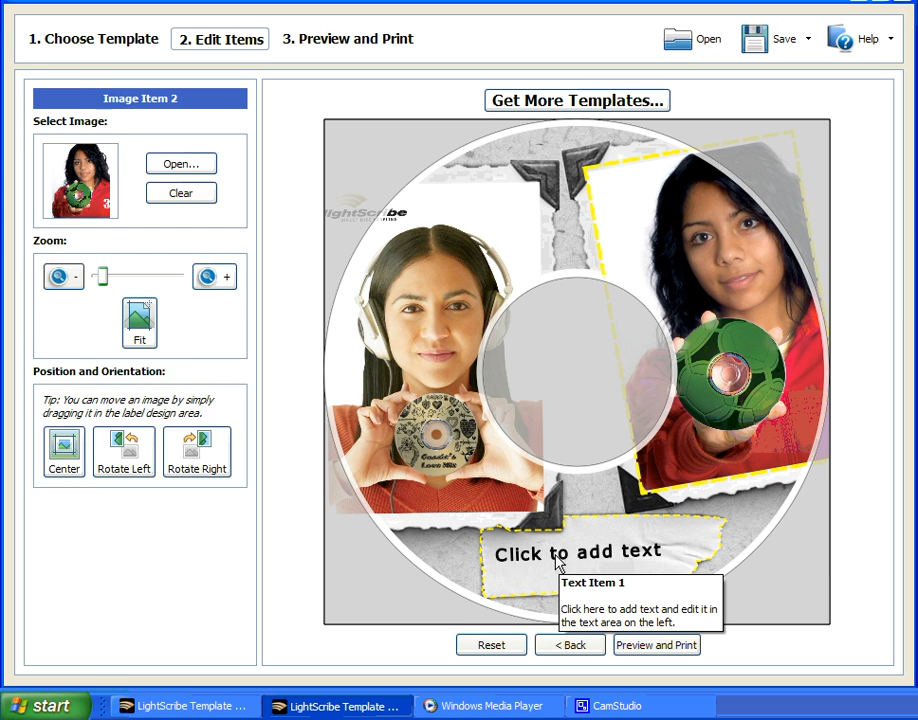 1. Choose Template
2. Edit Items
3. Preview and Print
Open
Save
Help
Image Item 2
Select Image:
Open...
Clear
Zoom:
-
+
Fit
Position and Orientation:
Tip: You can move an image by simply
dragging it in the label design area.
Center
Rotate Left
Rotate Right
Get More Templates...
lightScribe
Cassie's
Love Mix
Click to add text
Text Item 1
Click here to add text and edit it in
the text area on the left.
Reset
< Back
Preview and Print
start
LightScribe Template ...
LightScribe Template ...
Windows Media Player
CamStudio